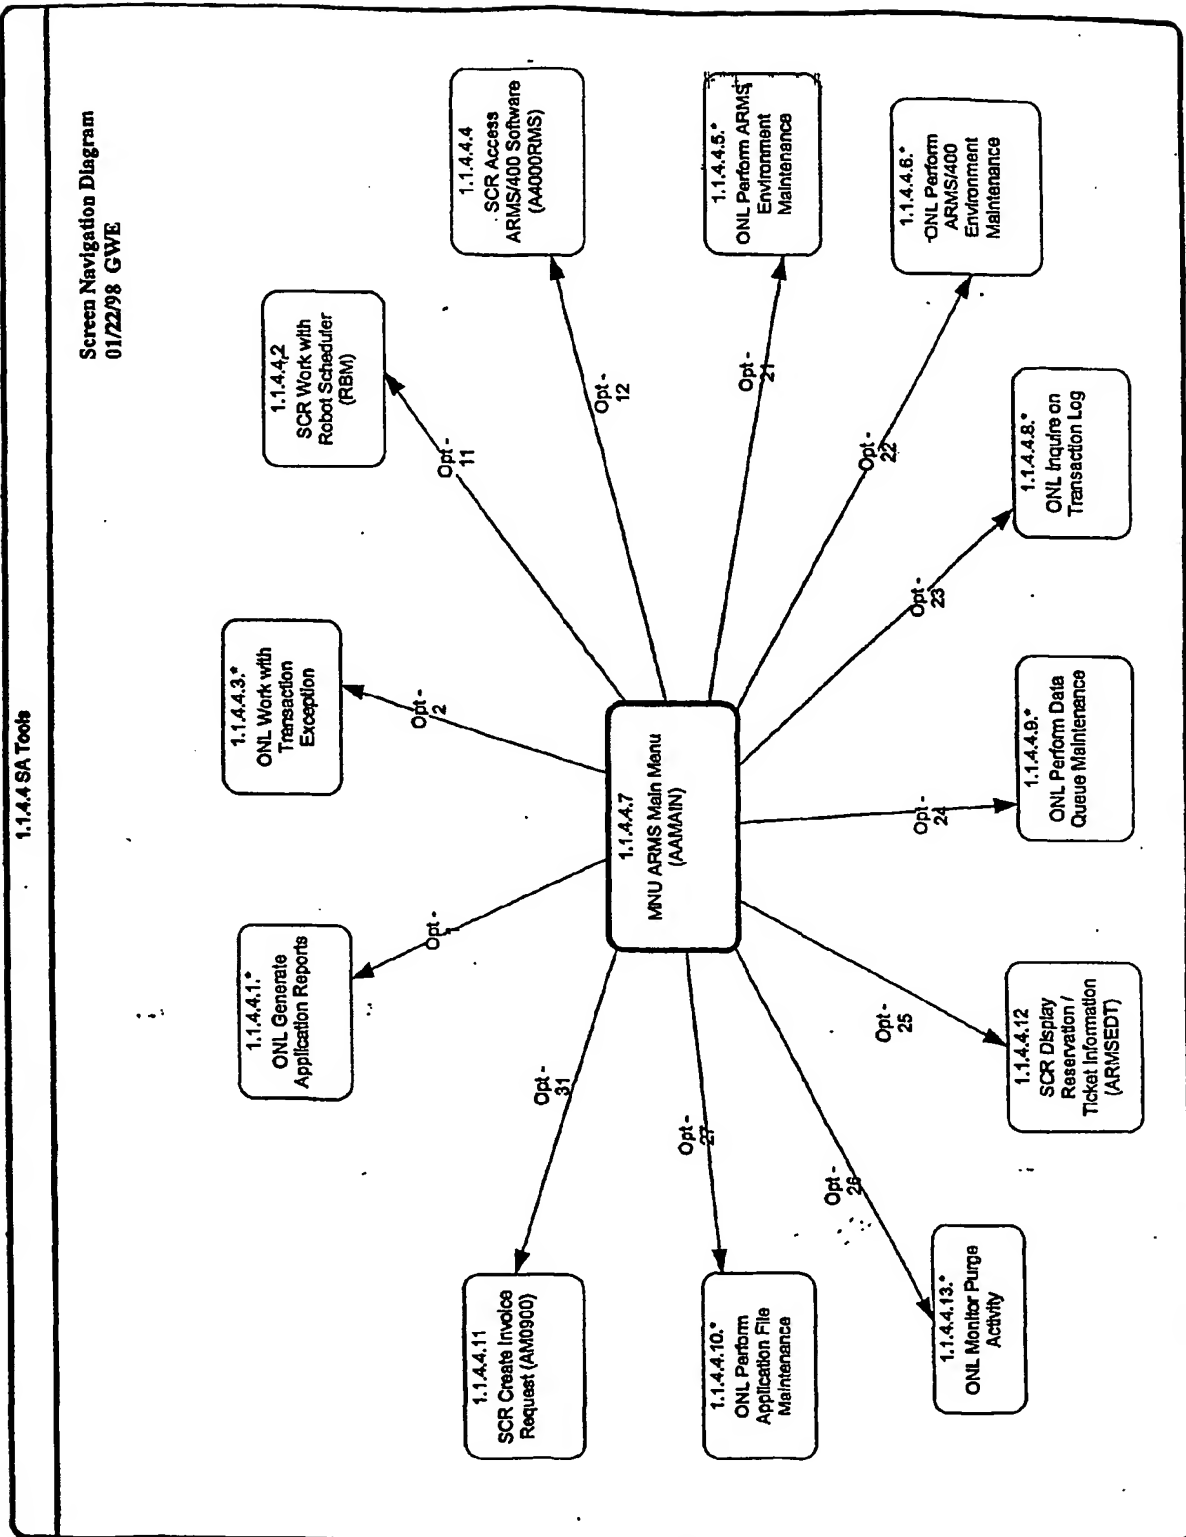 1.1.4.4 SA Tools
Screen Navigation Diagram
01/22/98 GWE
1.1.4.4.11
SCR Create Invoice
Request (AM0900)
1.1.4.4.1.*
ONL Generate
Application Reports
1.1.4.4.3.*
ONL Work with
Transaction
Exception
1.1.4.4.2
SCR Work with
Robot Scheduler
(RBM)
1.1.4.4.4
SCR Access
ARMS/400 Software
(A4000RMS)
Opt -
31
Opt -
1
Opt -
2
Opt -
11
Opt -
12
1.1.4.4.10.*
ONL Perform
Application File
Maintenance
Opt -
27
1.1.4.4.7
MNU ARMS Main Menu
(AAMAIN)
Opt -
21
1.1.4.4.5.*
ONL Perform ARMS
Environment
Maintenance
Opt -
26
Opt -
25
Opt -
24
Opt -
23
Opt -
22
1.1.4.4.13.*
ONL Monitor Purge
Activity
1.1.4.4.12
SCR Display
Reservation /
Ticket Information
(ARMSEDT)
1.1.4.4.9.*
ONL Perform Data
Queue Maintenance
1.1.4.4.8.*
ONL Inquire on
Transaction Log
1.1.4.4.6.*
ONL Perform
ARMS/400
Environment
Maintenance